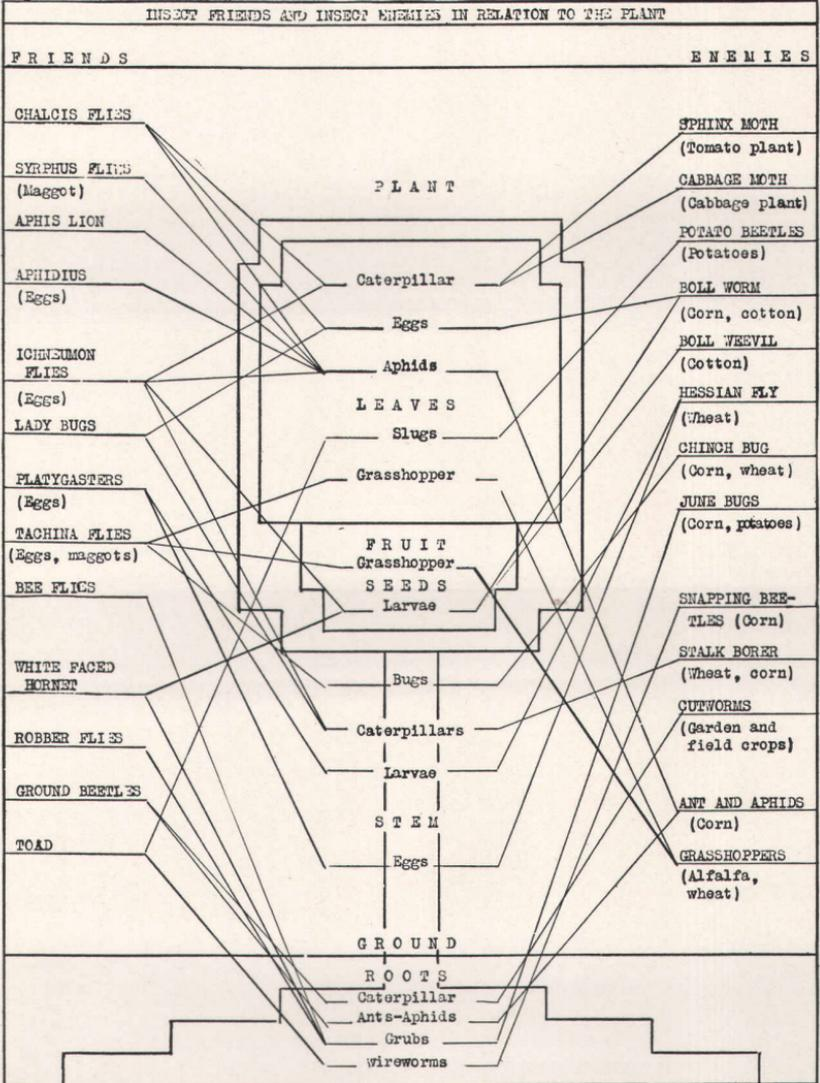 INSECT FRIENDS AND INSECT ENEMIES IN RELATION TO THE PLANT
FRIENDS
ENEMIES
CHALCIS FLIES
SYRPHUS FLIES
(Maggot)
APHIS LION
APHIDIUS
(Eggs)
ICHNEUMON
FLIES
(Eggs)
LADY BUGS
PLATYGASTERS
(Eggs)
TACHINA FLIES
(Eggs, maggots)
BEE FLIES
WHITE FACED
HORNET
ROBBER FLIES
GROUND BEETLES
TOAD
PLANT
Caterpillar
Eggs
Aphids
LEAVES
Slugs
Grasshopper
FRUIT
Grasshopper
SEEDS
Larvae
Bugs
Caterpillars
Larvae
STEM
Eggs
GROUND
ROOTS
Caterpillar
Ants-Aphids
Grubs
wireworms
SPHINX MOTH
(Tomato plant)
CABBAGE MOTH
(Cabbage plant)
POTATO BEETLES
(Potatoes)
BOLL WORM
(Corn, cotton)
BOLL WEEVIL
(Cotton)
HESSIAN FLY
(Wheat)
CHINCH BUG
(Corn, wheat)
JUNE BUGS
(Corn, potatoes)
SNAPPING BEE-
TLES (Corn)
STALK BORER
(Wheat, corn)
CUTWORMS
(Garden and
field crops)
ANT AND APHIDS
(Corn)
GRASSHOPPERS
(Alfalfa,
wheat)